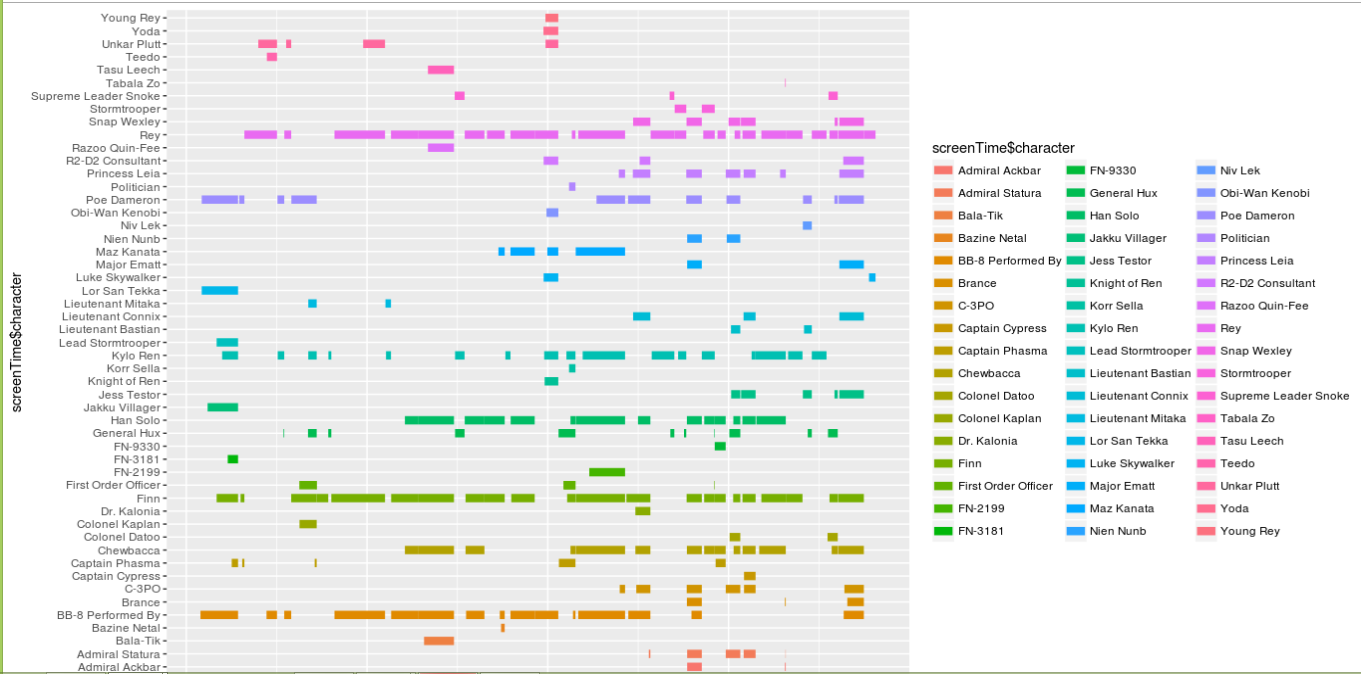 Young Rey
Yoda
Unkar Plutt
Teedo
Tasu Leech
Tabala Zo
Supreme Leader Snoke
Stormtrooper
Snap Wexley
Rey
Razoo Quin-Fee
R2-D2 Consultant
Princess Leia
Politician
Poe Dameron
Obi-Wan Kenobi
Niv Lek
Nien Nunb
Maz Kanata
Major Ematt
Luke Skywalker
Lor San Tekka
Lieutenant Mitaka
Lieutenant Connix
Lieutenant Bastian
Lead Stormtrooper
Kylo Ren
Korr Sella
Knight of Ren
Jess Testor
Jakku Villager
Han Solo
General Hux
FN-9330
FN-3181
FN-2199
First Order Officer
Finn
Dr. Kalonia
Colonel Kaplan
Colonel Datoo
Chewbacca
Captain Phasma
Captain Cypress
C-3PO
Brance
BB-8 Performed By
Bazine Netal
Bala-Tik
Admiral Statura
Admiral Ackbar
screenTime$character
screenTime$character
Admiral Ackbar
Admiral Statura
Bala-Tik
Bazine Netal
BB-8 Performed By
Brance
C-3PO
Captain Cypress
Captain Phasma
Chewbacca
Colonel Datoo
Colonel Kaplan
Dr. Kalonia
Finn
First Order Officer
FN-2199
FN-3181
FN-9330
General Hux
Han Solo
Jakku Villager
Jess Testor
Knight of Ren
Korr Sella
Kylo Ren
Lead Stormtrooper
Lieutenant Bastian
Lieutenant Connix
Lieutenant Mitaka
Lor San Tekka
Luke Skywalker
Major Ematt
Maz Kanata
Nien Nunb
Niv Lek
Obi-Wan Kenobi
Poe Dameron
Politician
Princess Leia
R2-D2 Consultant
Razoo Quin-Fee
Rey
Snap Wexley
Stormtrooper
Supreme Leader Snoke
Tabala Zo
Tasu Leech
Teedo
Unkar Plutt
Yoda
Young Rey